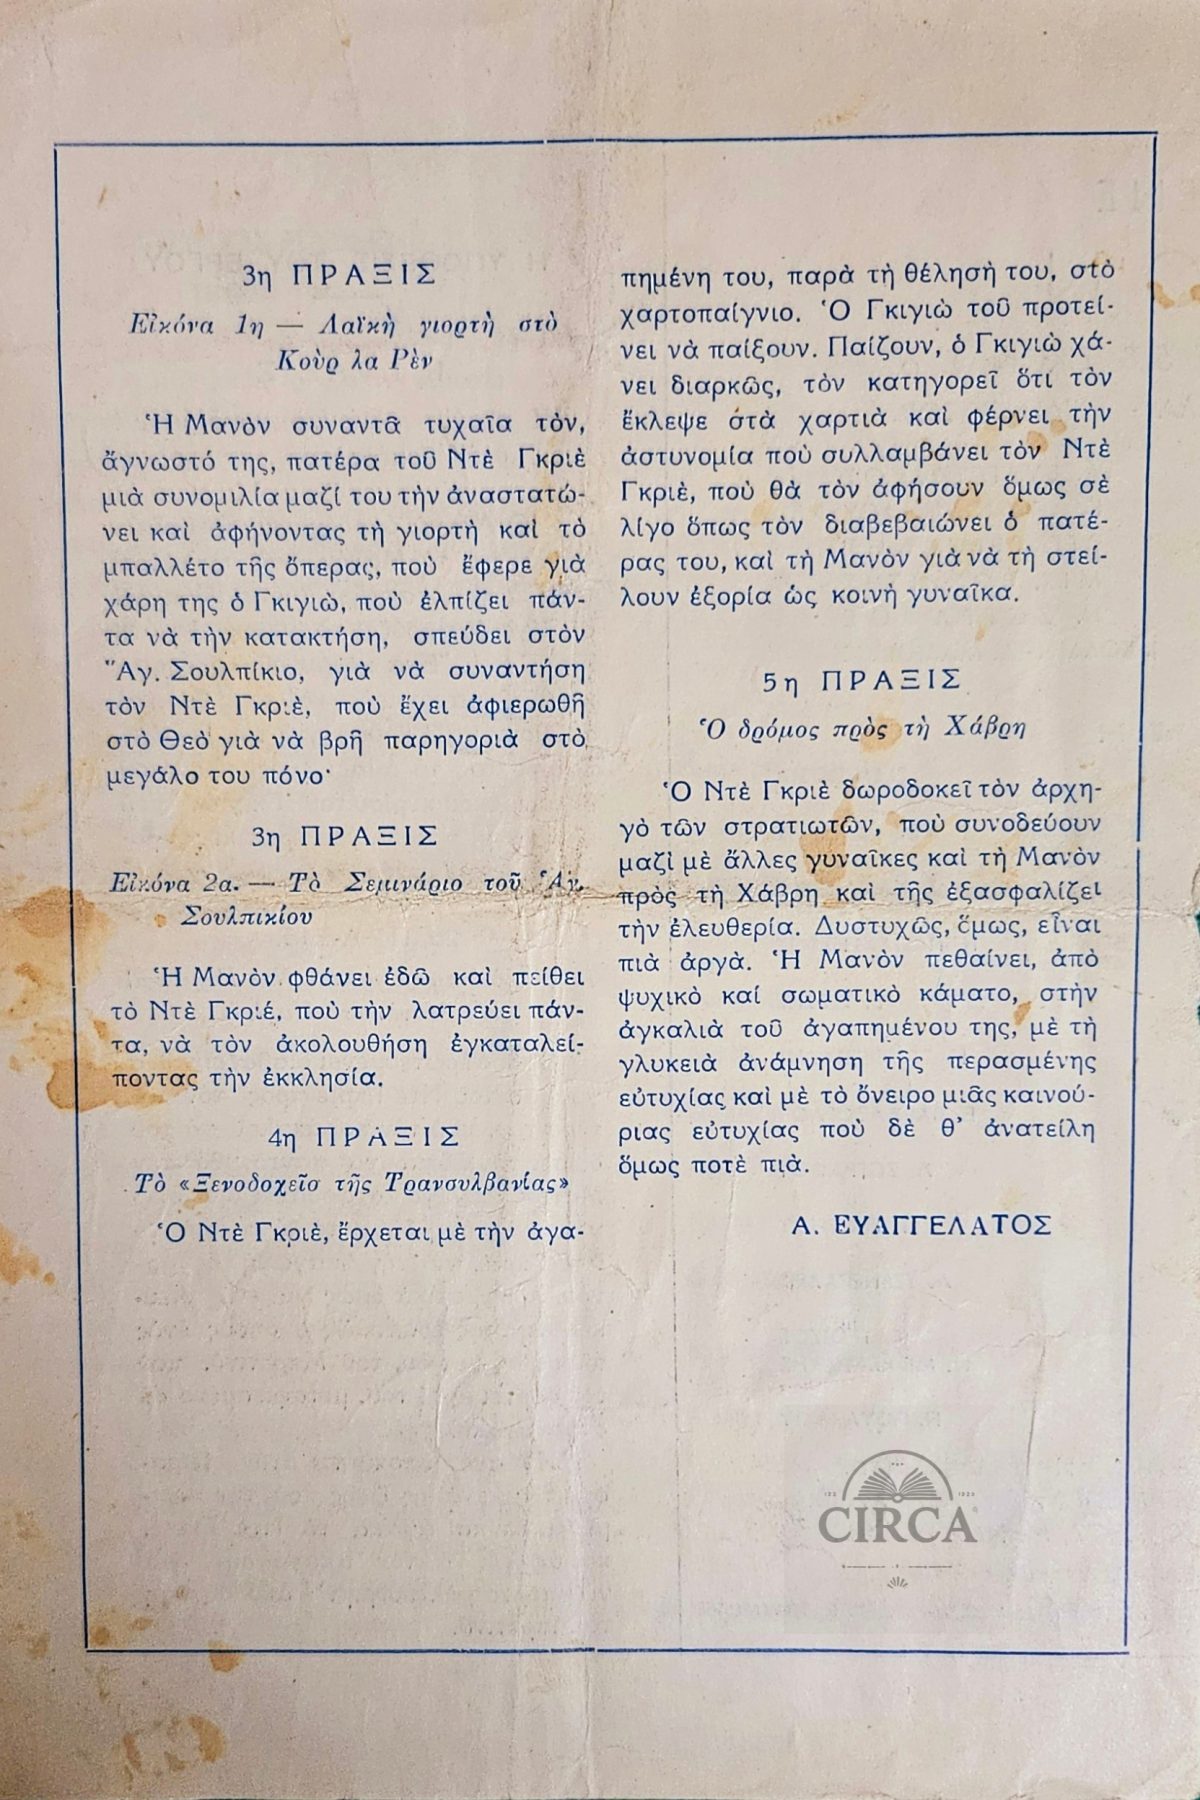 3η ΠΡΑΞΙΣ
Εἰκόνα 1η — Λαϊκὴ γιορτὴ στὸ
Κοὺρ λα Ρὲν
Ἡ Μανὸν συναντᾶ τυχαῖα τὸν,
ἄγνωστό της, πατέρα τοῦ Ντὲ Γκριὲ
μιὰ συνομιλία μαζί του τὴν ἀναστατώ-
νει καὶ ἀφήνοντας τὴ γιορτὴ καὶ τὸ
μπαλλέτο τῆς ὄπερας, ποὺ ἔφερε γιὰ
χάρη της ὁ Γκιγιὼ, ποὺ ἐλπίζει πάν-
τα νὰ τὴν κατακτήση, σπεύδει στὸν
Ἅγ. Σουλπίκιο, γιὰ νὰ συναντήση
τὸν Ντὲ Γκριὲ, ποὺ ἔχει ἀφιερωθῆ
στὸ Θεὸ γιὰ νὰ βρῆ παρηγοριὰ στὸ
μεγάλο του πόνο·
3η ΠΡΑΞΙΣ
Εἰκόνα 2α. — Τὸ Σεμινάριο τοῦ Ἁγ.
Σουλπικίου
Ἡ Μανὸν φθάνει ἐδῶ καὶ πείθει
τὸ Ντὲ Γκριέ, ποὺ τὴν λατρεύει πάν-
τα, νὰ τὸν ἀκολουθήση ἐγκαταλεί-
ποντας τὴν ἐκκλησία.
4η ΠΡΑΞΙΣ
Τὸ «Ξενοδοχεῖο τῆς Τρανσυλβανίας»
Ὁ Ντὲ Γκριὲ, ἔρχεται μὲ τὴν ἀγα-
πημένη του, παρὰ τὴ θέλησή του, στὸ
χαρτοπαίγνιο. Ὁ Γκιγιὼ τοῦ προτεί-
νει νὰ παίξουν. Παίζουν, ὁ Γκιγιὼ χά-
νει διαρκῶς, τὸν κατηγορεῖ ὅτι τὸν
ἔκλεψε στὰ χαρτιὰ καὶ φέρνει τὴν
ἀστυνομία ποὺ συλλαμβάνει τὸν Ντὲ
Γκριὲ, ποὺ θὰ τὸν ἀφήσουν ὅμως σὲ
λίγο ὅπως τὸν διαβεβαιώνει ὁ πατέ-
ρας του, καὶ τὴ Μανὸν γιὰ νὰ τὴ στεί-
λουν ἐξορία ὡς κοινὴ γυναῖκα.
5η ΠΡΑΞΙΣ
Ὁ δρόμος πρὸς τὴ Χάβρη
Ὁ Ντὲ Γκριὲ δωροδοκεῖ τὸν ἀρχη-
γὸ τῶν στρατιωτῶν, ποὺ συνοδεύουν
μαζὶ μὲ ἄλλες γυναῖκες καὶ τὴ Μανὸν
πρὸς τὴ Χάβρη καὶ τῆς ἐξασφαλίζει
τὴν ἐλευθερία. Δυστυχῶς, ὅμως, εἶναι
πιὰ ἀργὰ. Ἡ Μανὸν πεθαίνει, ἀπὸ
ψυχικὸ καί σωματικὸ κάματο, στὴν
ἀγκαλιὰ τοῦ ἀγαπημένου της, μὲ τὴ
γλυκειὰ ἀνάμνηση τῆς περασμένης
εὐτυχίας καὶ μὲ τὸ ὄνειρο μιᾶς καινού-
ριας εὐτυχίας ποὺ δὲ θ' ἀνατείλη
ὅμως ποτὲ πιὰ.
Α. ΕΥΑΓΓΕΛΑΤΟΣ
CIRCA